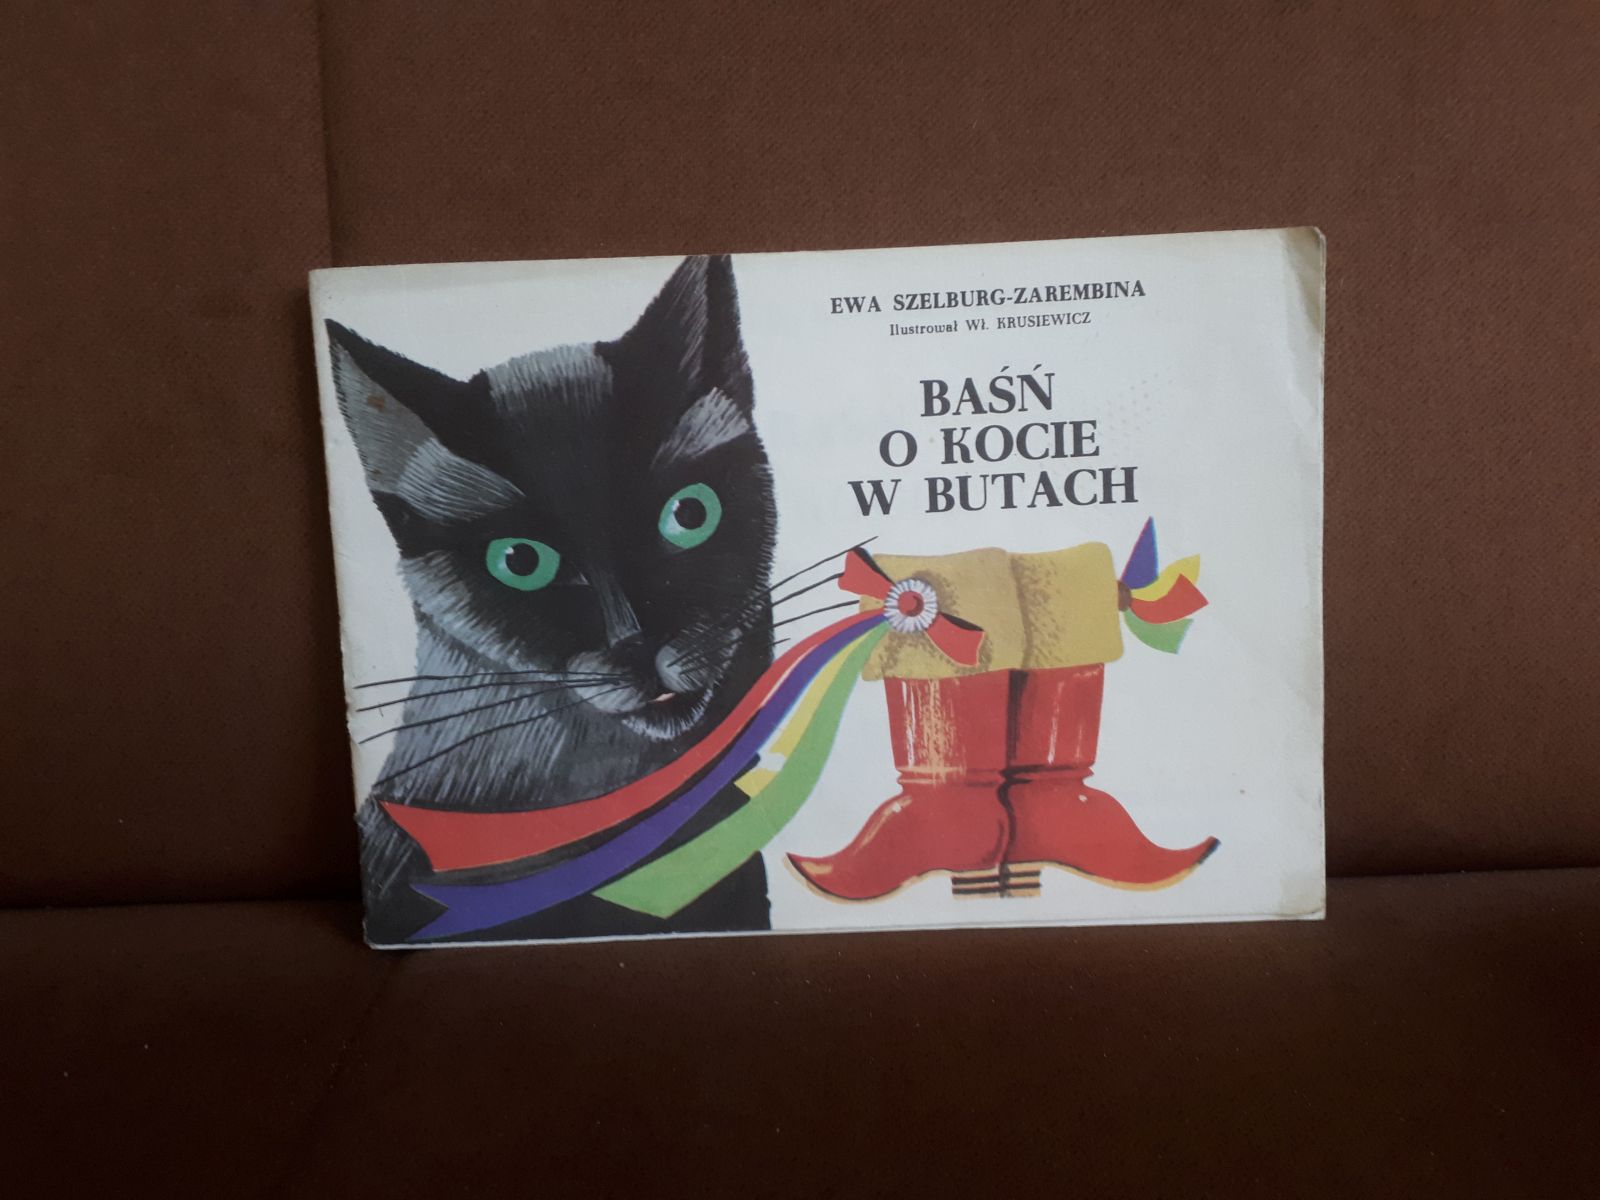 EWA SZELBURG-ZAREMBINA
Ilustrował Wł. KRUSIEWICZ
BAŚŃ
O KOCIE
W BUTACH